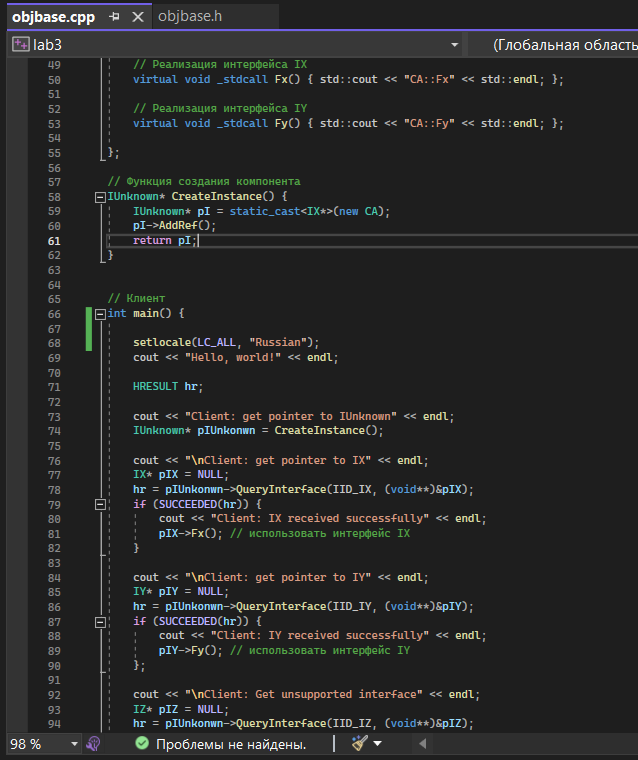 objbase.cpp objbase.h
lab3 (Глобальная область
49 // Реализация интерфейса IX
50 virtual void _stdcall Fx() { std::cout << "CA::Fx" << std::endl; };
51
52 // Реализация интерфейса IY
53 virtual void _stdcall Fy() { std::cout << "CA::Fy" << std::endl; };
54
55 };
56
57 // Функция создания компонента
58 IUnknown* CreateInstance() {
59 IUnknown* pI = static_cast<IX*>(new CA);
60 pI->AddRef();
61 return pI;
62 }
63
64
65 // Клиент
66 int main() {
67
68 setlocale(LC_ALL, "Russian");
69 cout << "Hello, world!" << endl;
70
71 HRESULT hr;
72
73 cout << "Client: get pointer to IUnknown" << endl;
74 IUnknown* pIUnkonwn = CreateInstance();
75
76 cout << "\nClient: get pointer to IX" << endl;
77 IX* pIX = NULL;
78 hr = pIUnkonwn->QueryInterface(IID_IX, (void**)&pIX);
79 if (SUCCEEDED(hr)) {
80 cout << "Client: IX received successfully" << endl;
81 pIX->Fx(); // использовать интерфейс IX
82 }
83
84 cout << "\nClient: get pointer to IY" << endl;
85 IY* pIY = NULL;
86 hr = pIUnkonwn->QueryInterface(IID_IY, (void**)&pIY);
87 if (SUCCEEDED(hr)) {
88 cout << "Client: IY received successfully" << endl;
89 pIY->Fy(); // использовать интерфейс IY
90 };
91
92 cout << "\nClient: Get unsupported interface" << endl;
93 IZ* pIZ = NULL;
94 hr = pIUnkonwn->QueryInterface(IID_IZ, (void**)&pIZ);
98 % Проблемы не найдены.